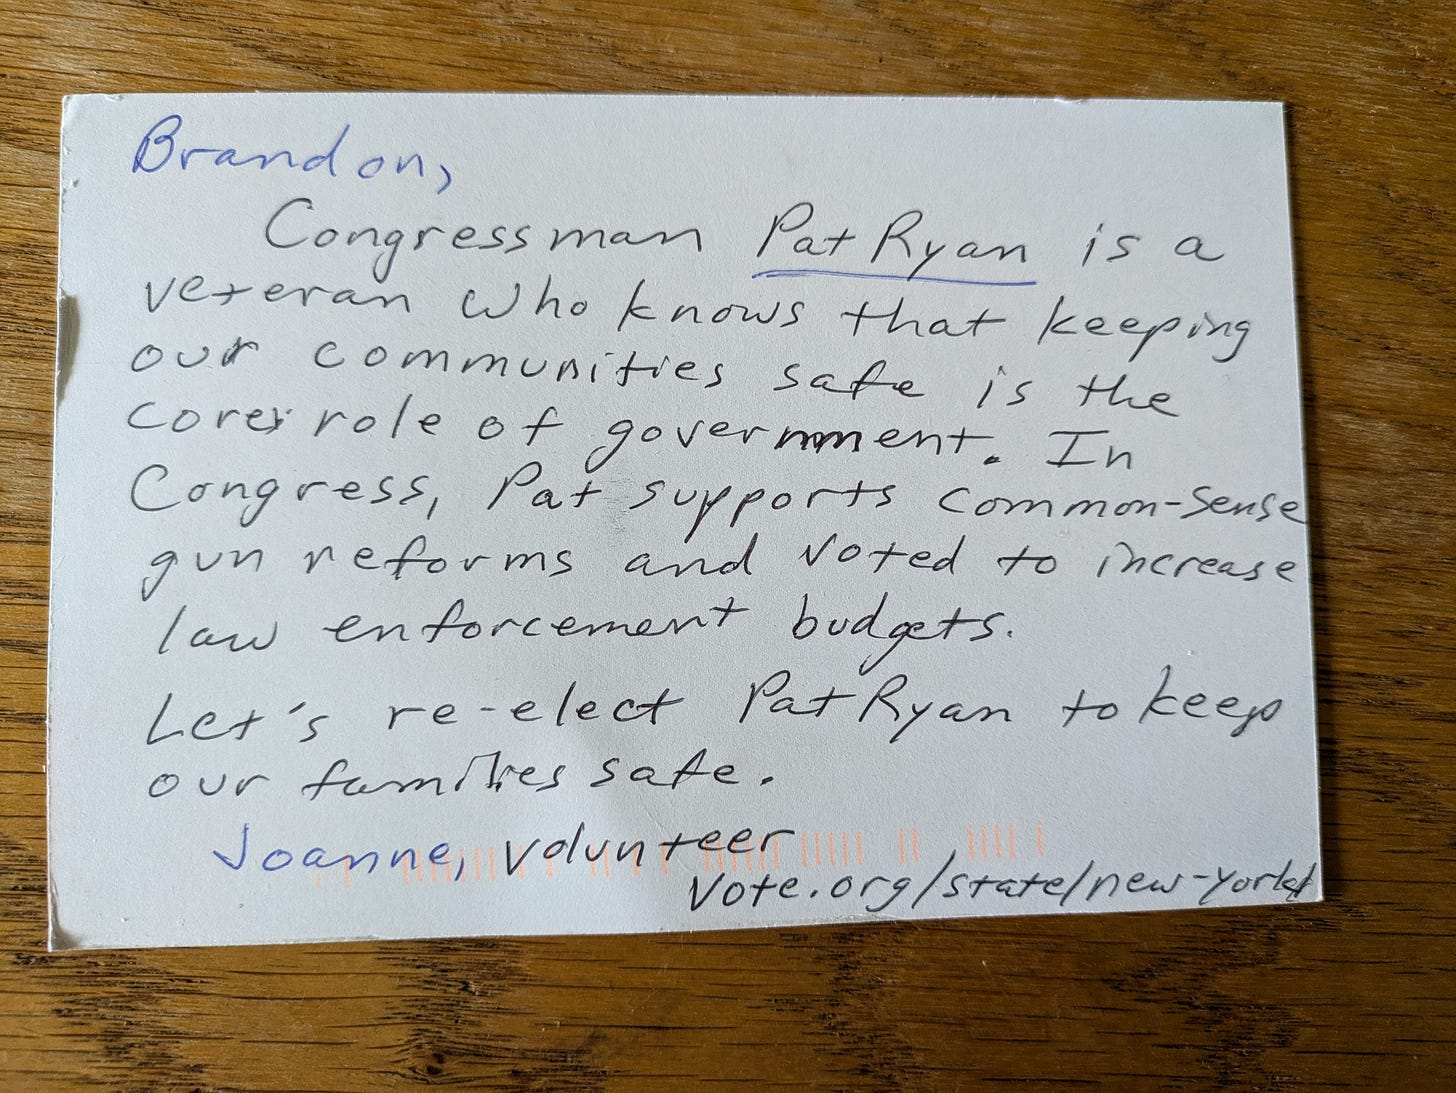 Brandon,
Congressman Pat Ryan is a
veteran who knows that keeping
our communities safe is the
core role of government. In
Congress, Pat supports common-sense
gun reforms and voted to increase
law enforcement budgets.
Let's re-elect Pat Ryan to keep
our families safe.
Joanne, volunteer
vote.org/state/new-york/